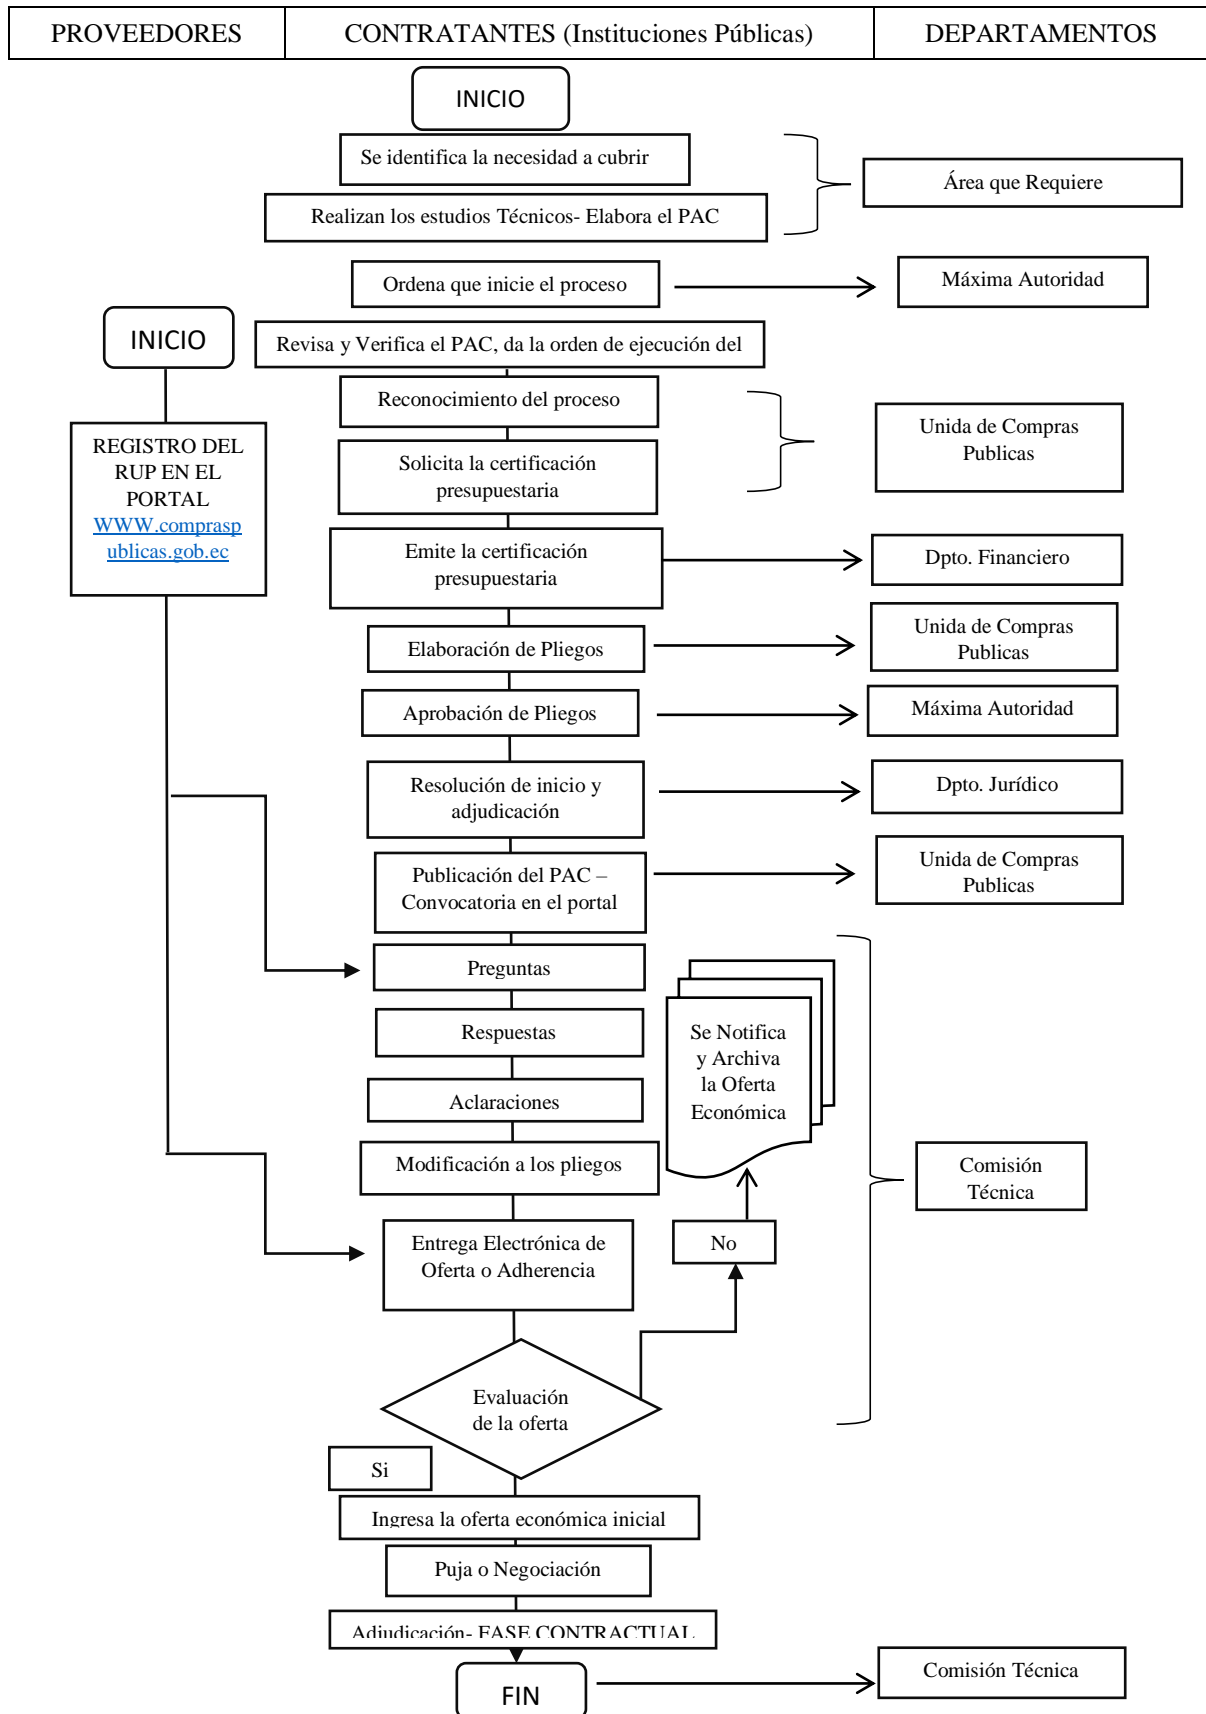 PROVEEDORES
CONTRATANTES (Instituciones Públicas)
DEPARTAMENTOS
INICIO
Se identifica la necesidad a cubrir
Área que Requiere
Realizan los estudios Técnicos- Elabora el PAC
Ordena que inicie el proceso
Máxima Autoridad
INICIO
Revisa y Verifica el PAC, da la orden de ejecución del
Reconocimiento del proceso
Unida de Compras
Publicas
REGISTRO DEL
RUP EN EL
PORTAL
WWW.comprasp
ublicas.gob.ec
Solicita la certificación
presupuestaria
Emite la certificación
presupuestaria
Dpto. Financiero
Elaboración de Pliegos
Unida de Compras
Publicas
Aprobación de Pliegos
Máxima Autoridad
Resolución de inicio y
adjudicación
Dpto. Jurídico
Publicación del PAC –
Convocatoria en el portal
Unida de Compras
Publicas
Preguntas
Respuestas
Se Notifica
y Archiva
la Oferta
Económica
Aclaraciones
Modificación a los pliegos
Comisión
Técnica
Entrega Electrónica de
Oferta o Adherencia
No
Evaluación
de la oferta
Si
Ingresa la oferta económica inicial
Puja o Negociación
Adjudicación- FASE CONTRACTUAL
FIN
Comisión Técnica